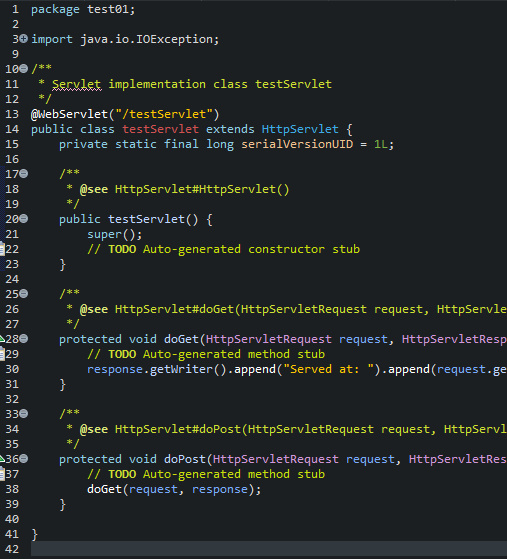 1 package test01;
2
3 import java.io.IOException;
9
10 /**
11  * Servlet implementation class testServlet
12  */
13 @WebServlet("/testServlet")
14 public class testServlet extends HttpServlet {
15     private static final long serialVersionUID = 1L;
16
17     /**
18      * @see HttpServlet#HttpServlet()
19      */
20     public testServlet() {
21         super();
22         // TODO Auto-generated constructor stub
23     }
24
25     /**
26      * @see HttpServlet#doGet(HttpServletRequest request, HttpServle
27      */
28     protected void doGet(HttpServletRequest request, HttpServletResp
29         // TODO Auto-generated method stub
30         response.getWriter().append("Served at: ").append(request.ge
31     }
32
33     /**
34      * @see HttpServlet#doPost(HttpServletRequest request, HttpServl
35      */
36     protected void doPost(HttpServletRequest request, HttpServletRes
37         // TODO Auto-generated method stub
38         doGet(request, response);
39     }
40
41 }
42